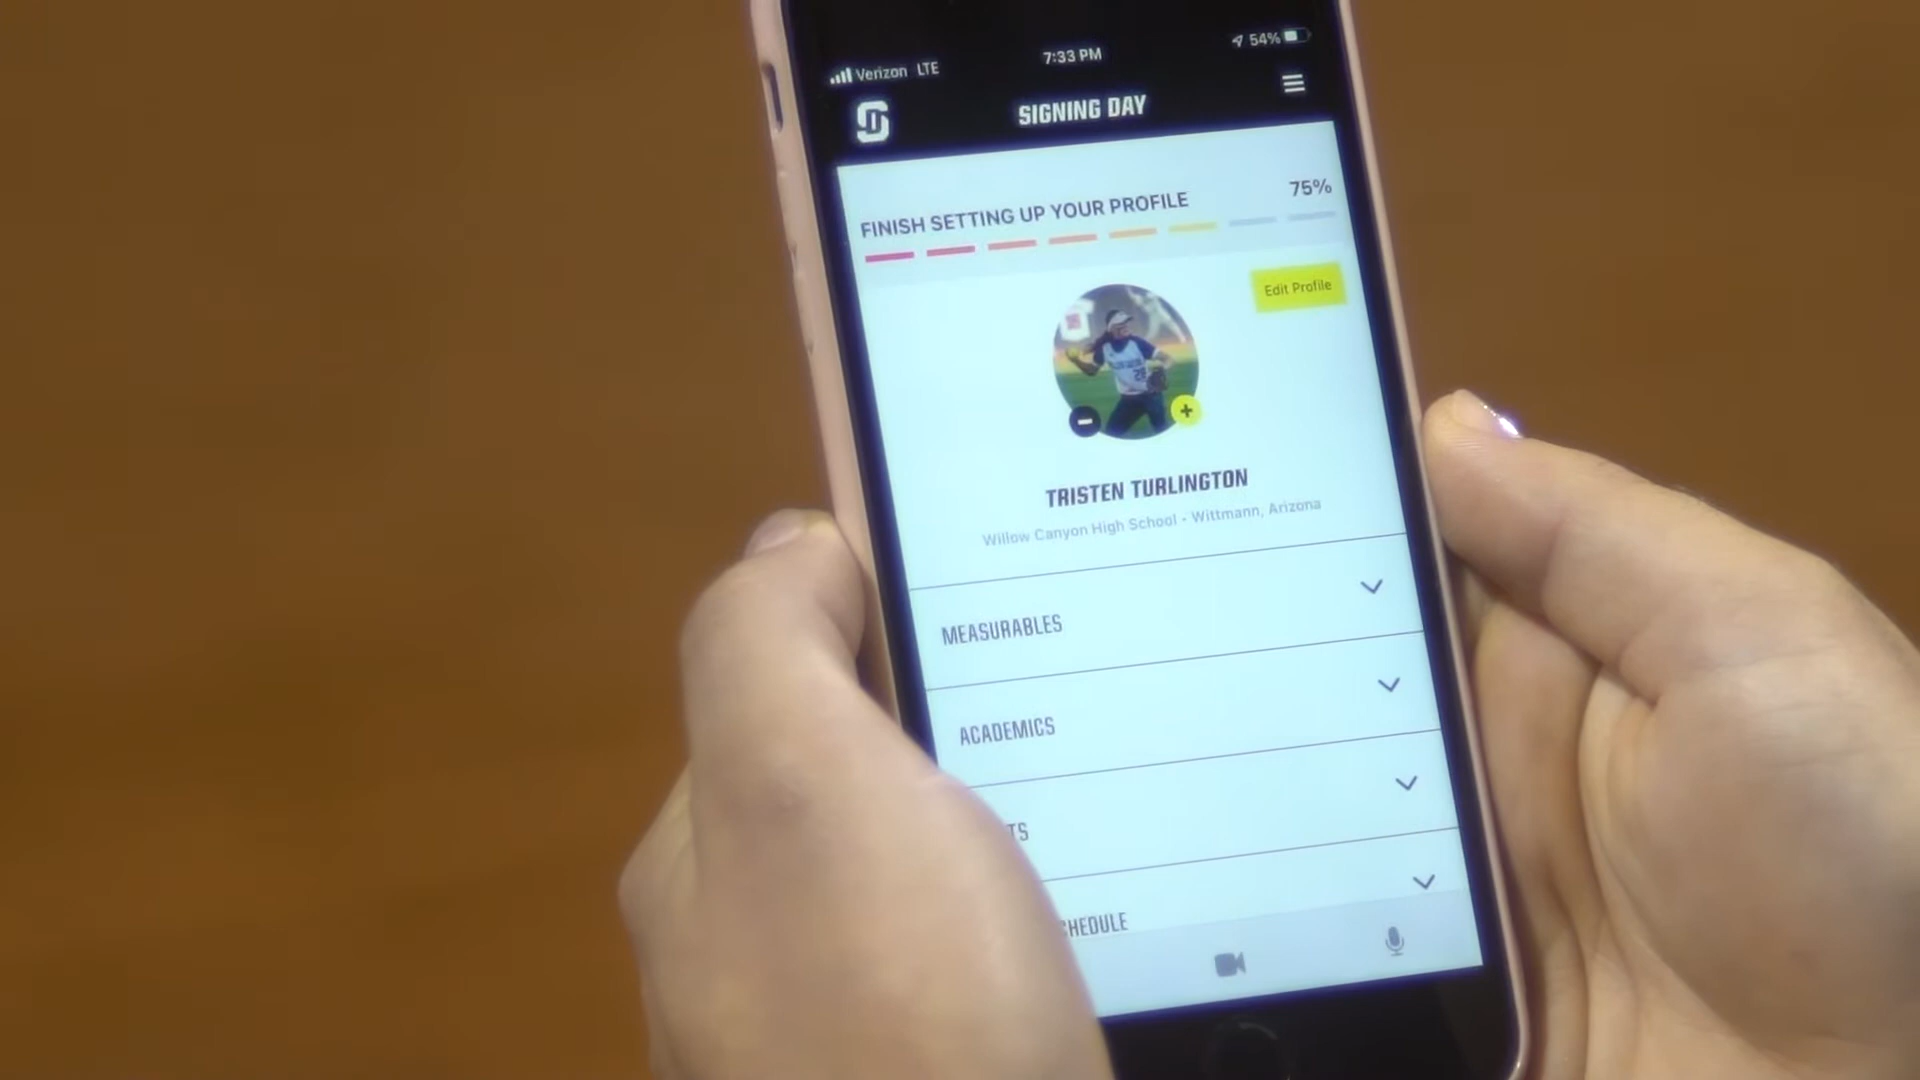 Verizon LTE
7:33 PM
54%
SIGNING DAY
FINISH SETTING UP YOUR PROFILE
75%
Edit Profile
28
TRISTEN TURLINGTON
Willow Canyon High School - Wittmann, Arizona
MEASURABLES
ACADEMICS
TS
CHEDULE